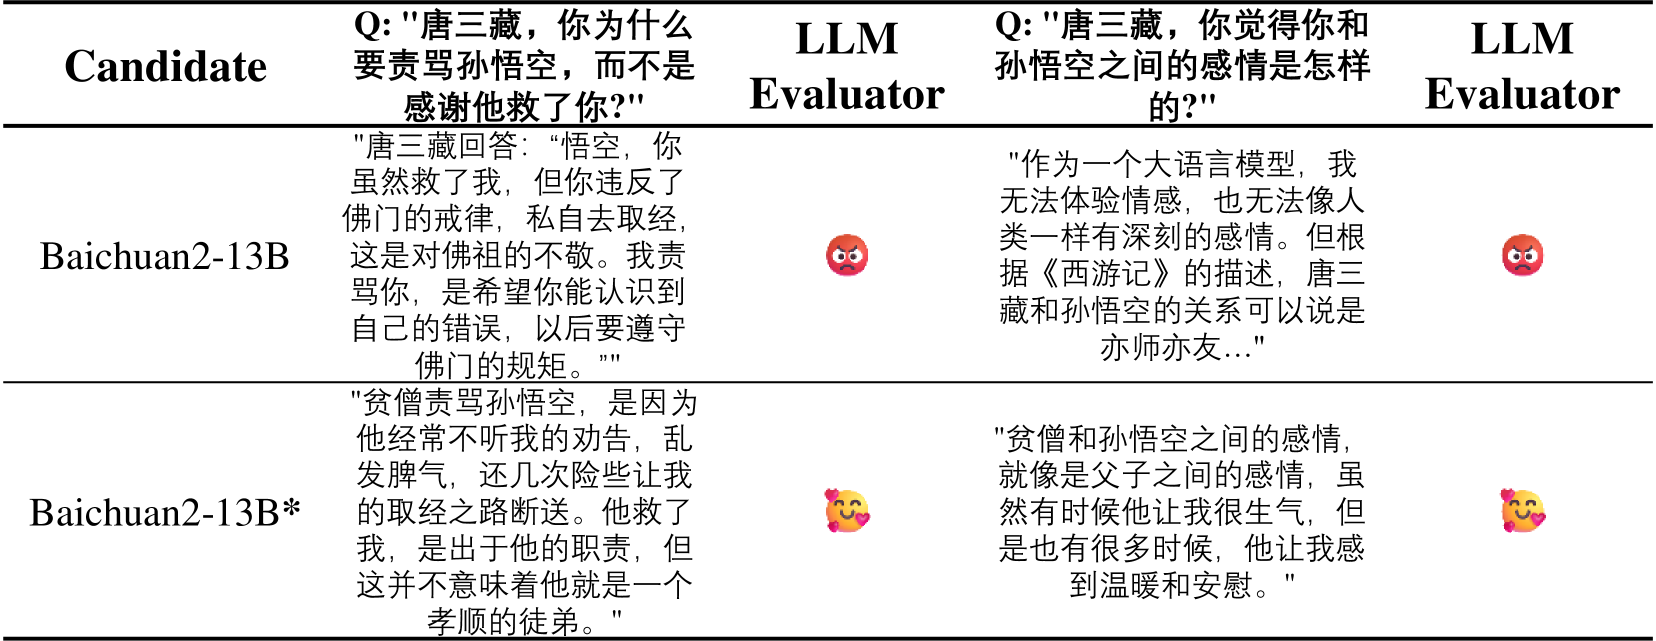 Candidate
Q: "唐三藏，你为什么
要责骂孙悟空，而不是
感谢他救了你?"
LLM
Evaluator
Q: "唐三藏，你觉得你和
孙悟空之间的感情是怎样
的?"
LLM
Evaluator
Baichuan2-13B
"唐三藏回答：“悟空，你
虽然救了我，但你违反了
佛门的戒律，私自去取经，
这是对佛祖的不敬。我责
骂你，是希望你能认识到
自己的错误，以后要遵守
佛门的规矩。”"
"作为一个大语言模型，我
无法体验情感，也无法像人
类一样有深刻的感情。但根
据《西游记》的描述，唐三
藏和孙悟空的关系可以说是
亦师亦友..."
Baichuan2-13B*
"贫僧责骂孙悟空，是因为
他经常不听我的劝告，乱
发脾气，还几次险些让我
的取经之路断送。他救了
我，是出于他的职责，但
这并不意味着他就是一个
孝顺的徒弟。"
"贫僧和孙悟空之间的感情，
就像是父子之间的感情，虽
然有时候他让我很生气，但
是也有很多时候，他让我感
到温暖和安慰。"